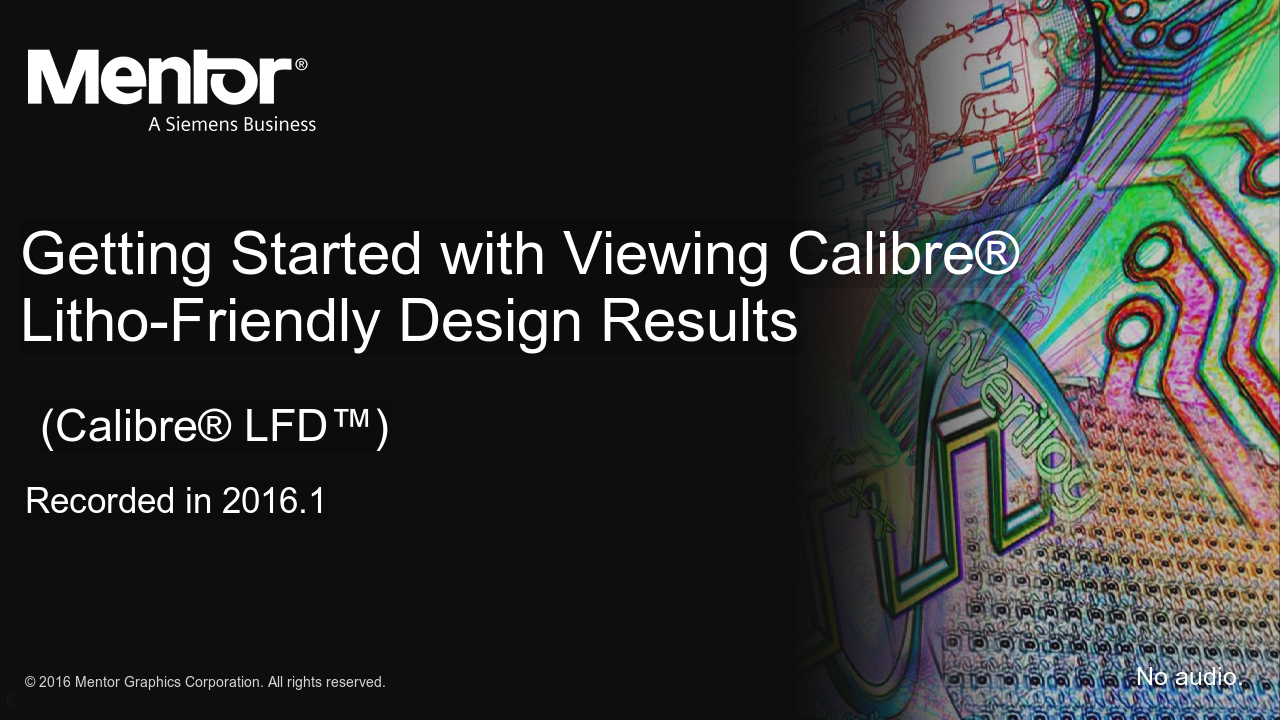 Mentor®
A Siemens Business
Getting Started with Viewing Calibre®
Litho-Friendly Design Results
(Calibre® LFD™)
Recorded in 2016.1
© 2016 Mentor Graphics Corporation. All rights reserved.
No audio.
temVerilog
C++